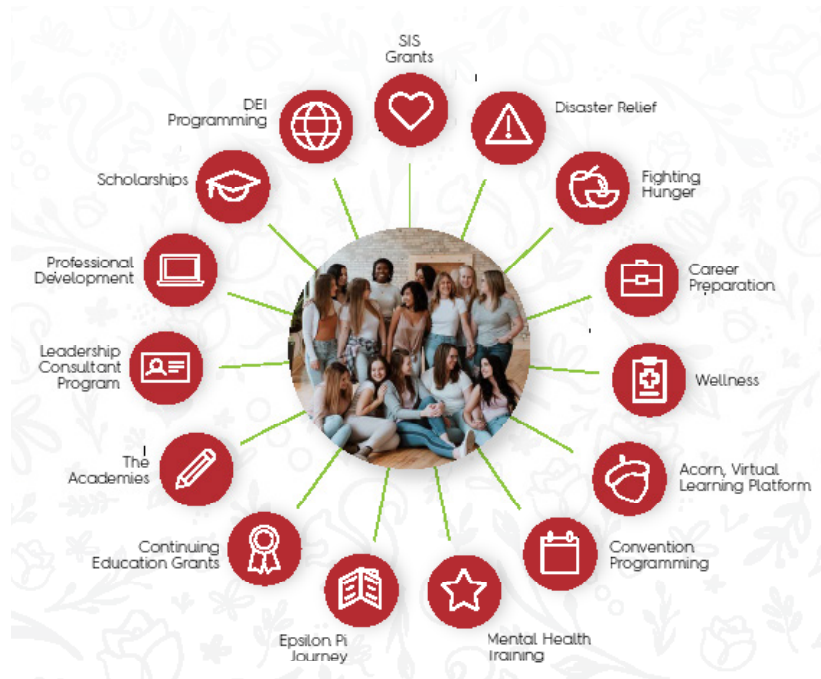 SIS
Grants
Disaster Relief
Fighting
Hunger
Career
Preparation
Wellness
Acorn, Virtual
Learning Platform
Convention
Programming
Mental Health
Training
Epsilon Pi
Journey
Continuing
Education Grants
The
Academies
Leadership
Consultant
Program
Professional
Development
Scholarships
DEI
Programming